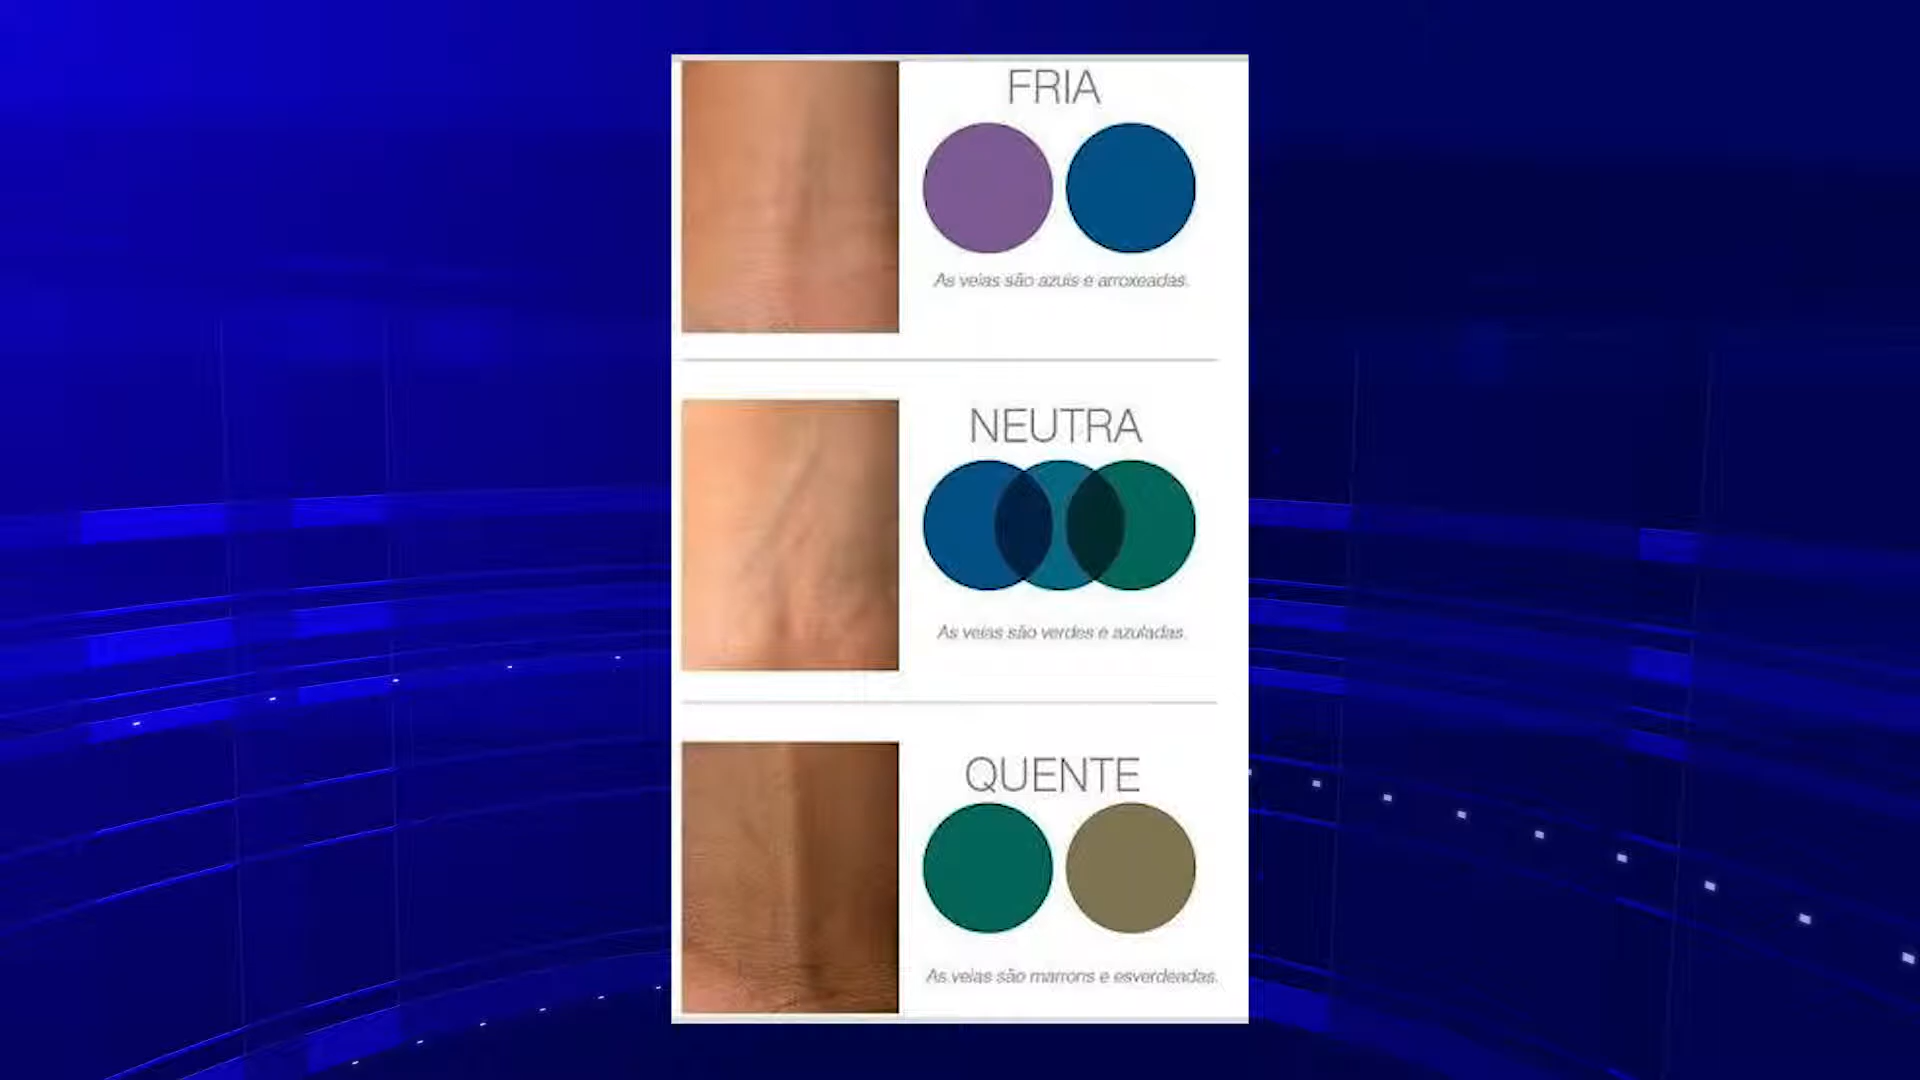 FRIA
As veias são azuis e arroxeadas.
NEUTRA
As veias são verdes e azuladas.
QUENTE
As veias são marrons e esverdeadas.